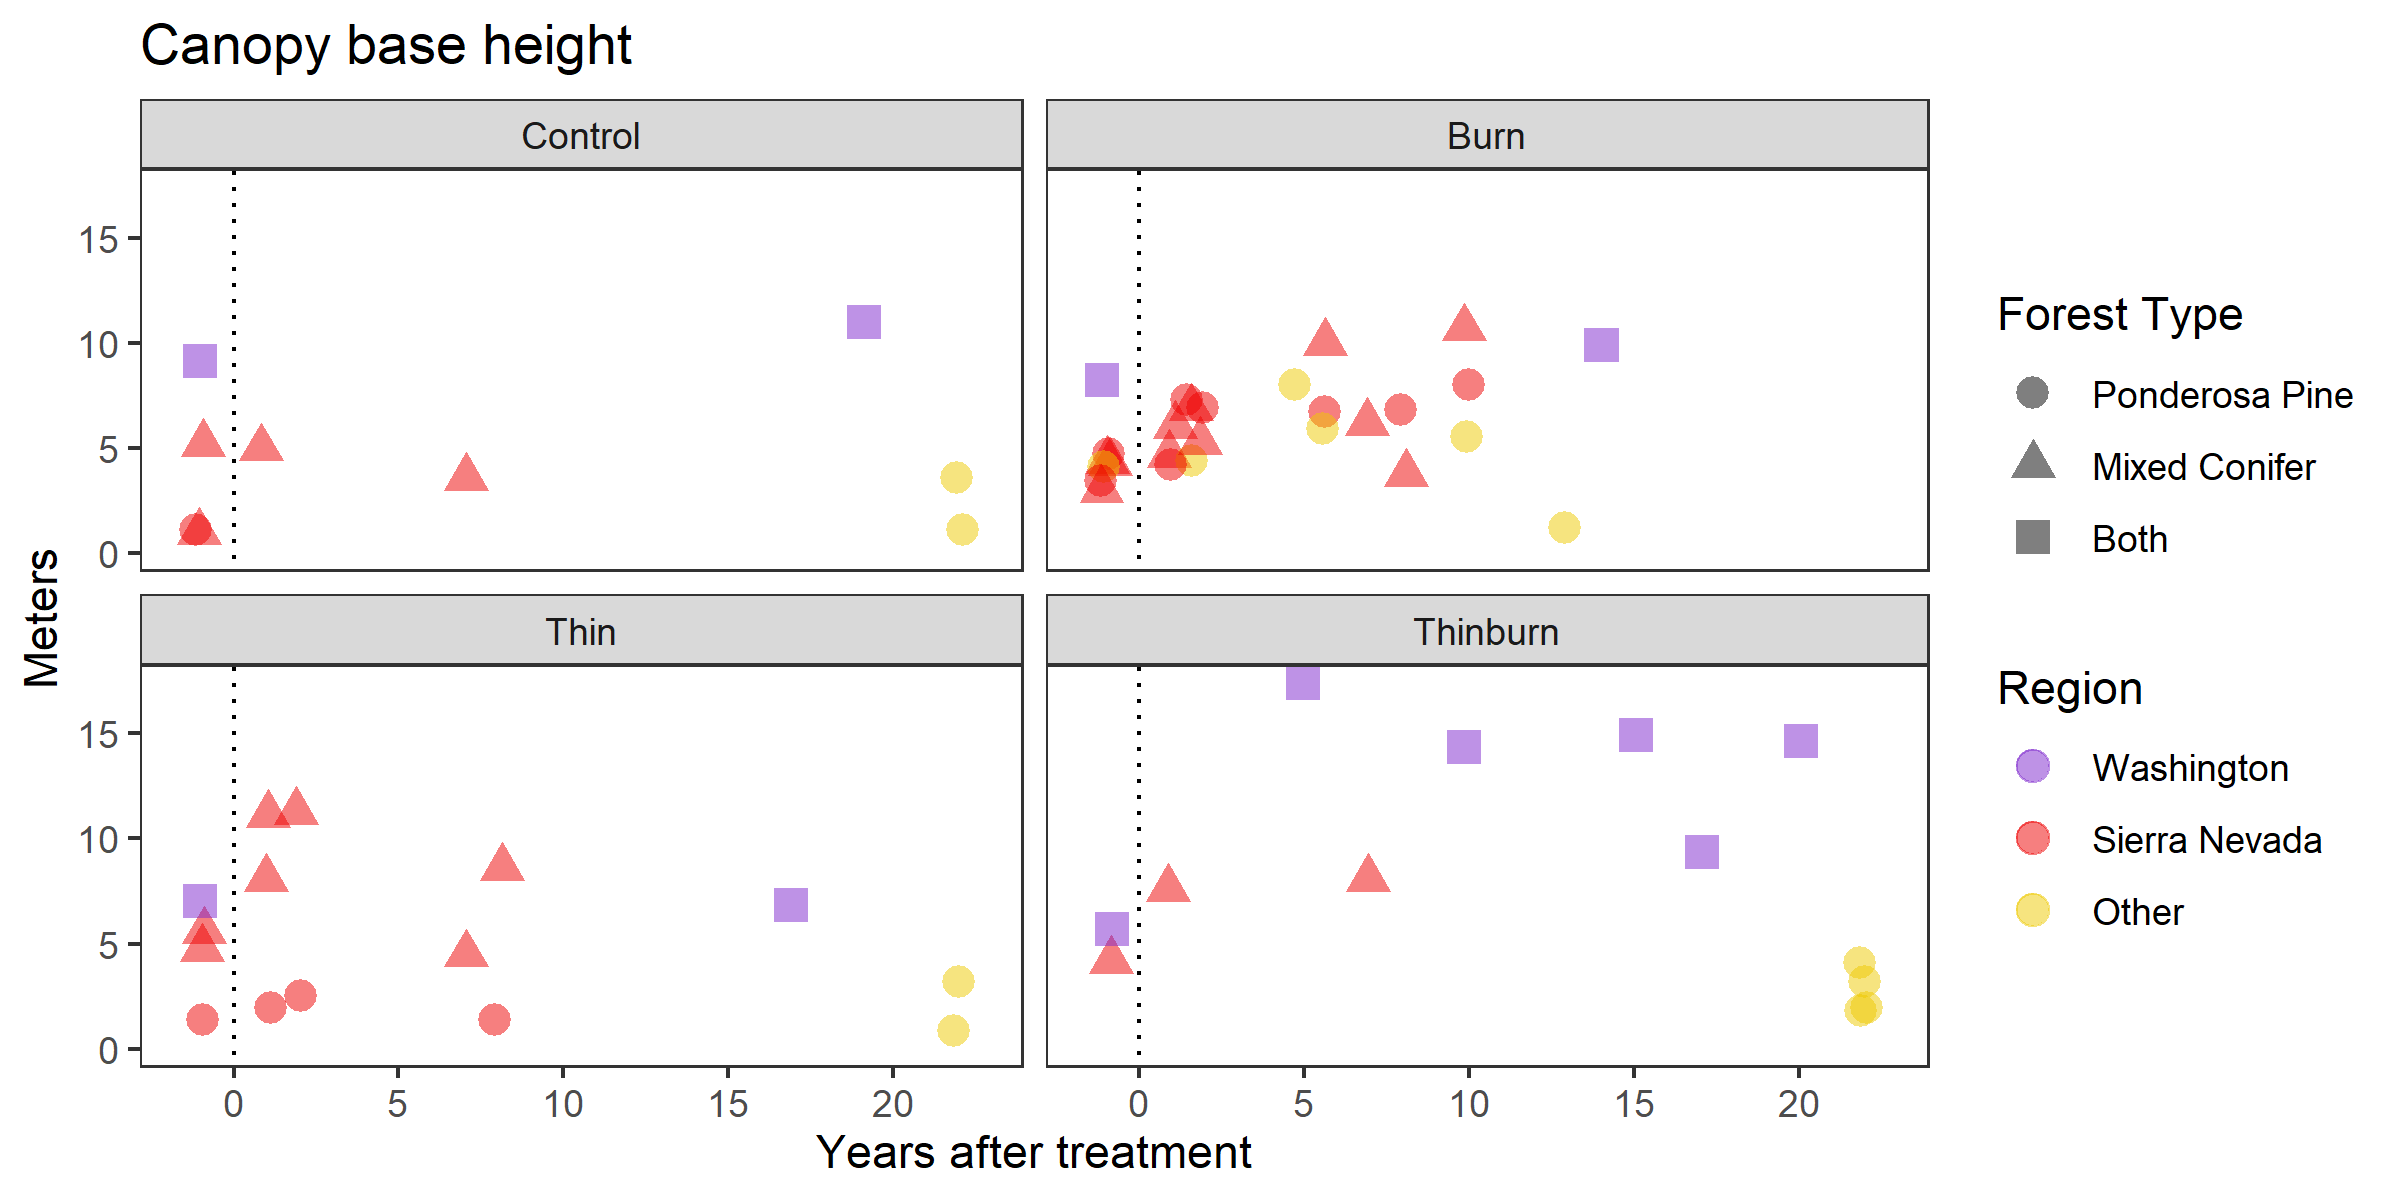 Canopy base height
Control
Burn
15
10
5
0
Meters
Thin
Thinburn
15
10
5
0
0 5 10 15 20
0 5 10 15 20
Years after treatment
Forest Type
Ponderosa Pine
Mixed Conifer
Both
Region
Washington
Sierra Nevada
Other